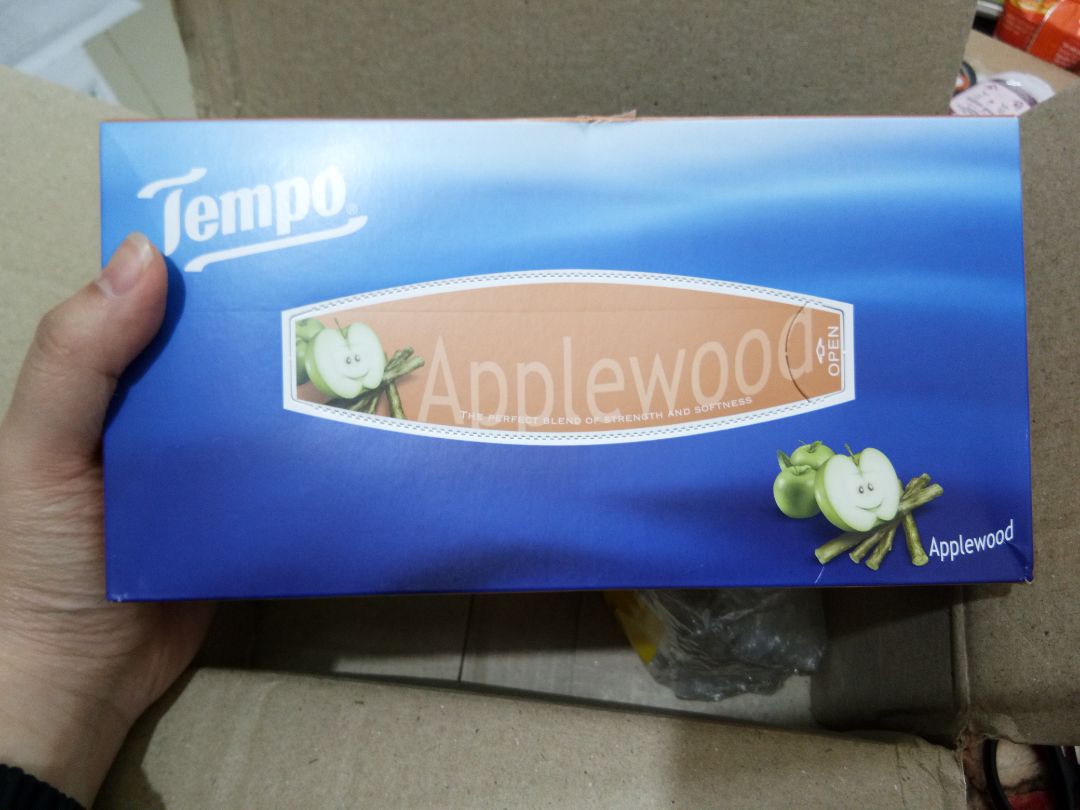 Tempo®
Applewood
OPEN
THE PERFECT BLEND OF STRENGTH AND SOFTNESS
Applewood